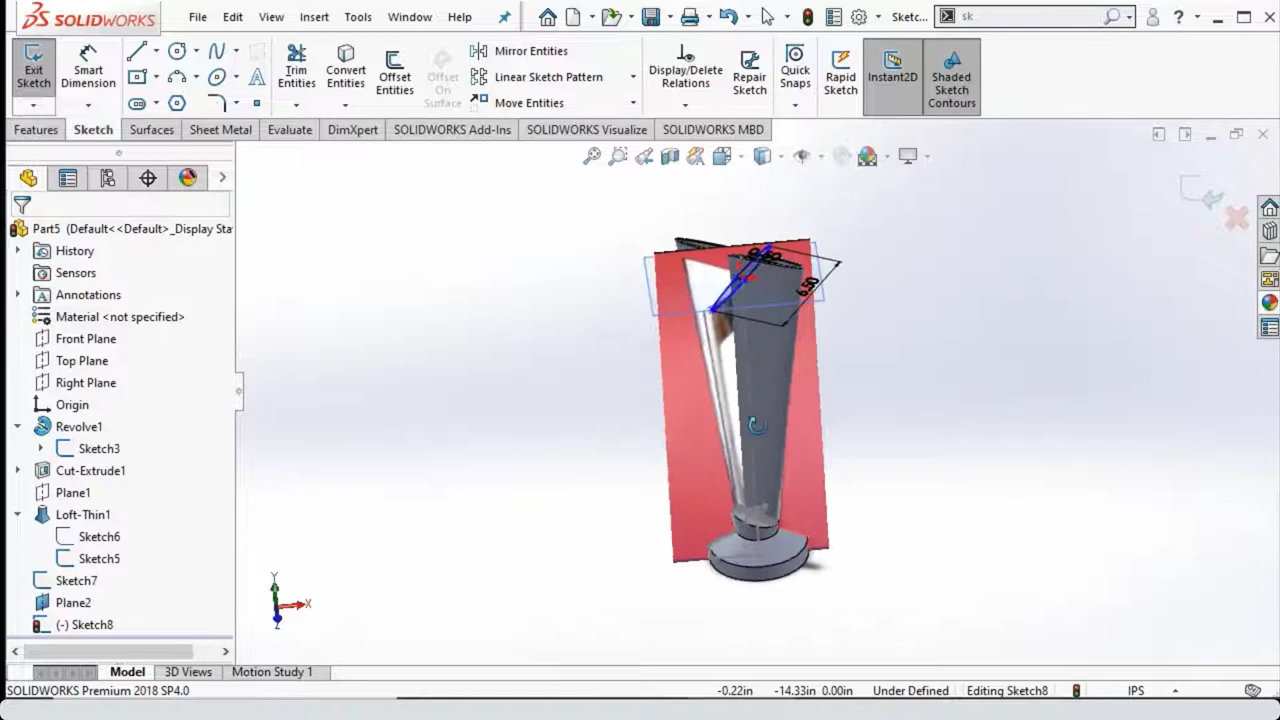 SOLIDWORKS File Edit View Insert Tools Window Help Sketc... sk
Exit Sketch
Smart Dimension
Trim Entities
Convert Entities
Offset Entities
Offset On Surface
Mirror Entities
Linear Sketch Pattern
Move Entities
Display/Delete Relations
Repair Sketch
Quick Snaps
Rapid Sketch
Instant2D
Shaded Sketch Contours
Features Sketch Surfaces Sheet Metal Evaluate DimXpert SOLIDWORKS Add-Ins SOLIDWORKS Visualize SOLIDWORKS MBD
Part5 (Default<<Default>_Display Sta
History
Sensors
Annotations
Material <not specified>
Front Plane
Top Plane
Right Plane
Origin
Revolve1
Sketch3
Cut-Extrude1
Plane1
Loft-Thin1
Sketch6
Sketch5
Sketch7
Plane2
(-) Sketch8
6.50
Y
X
Z
Model 3D Views Motion Study 1
SOLIDWORKS Premium 2018 SP4.0 -0.22in -14.33in 0.00in Under Defined Editing Sketch8 IPS